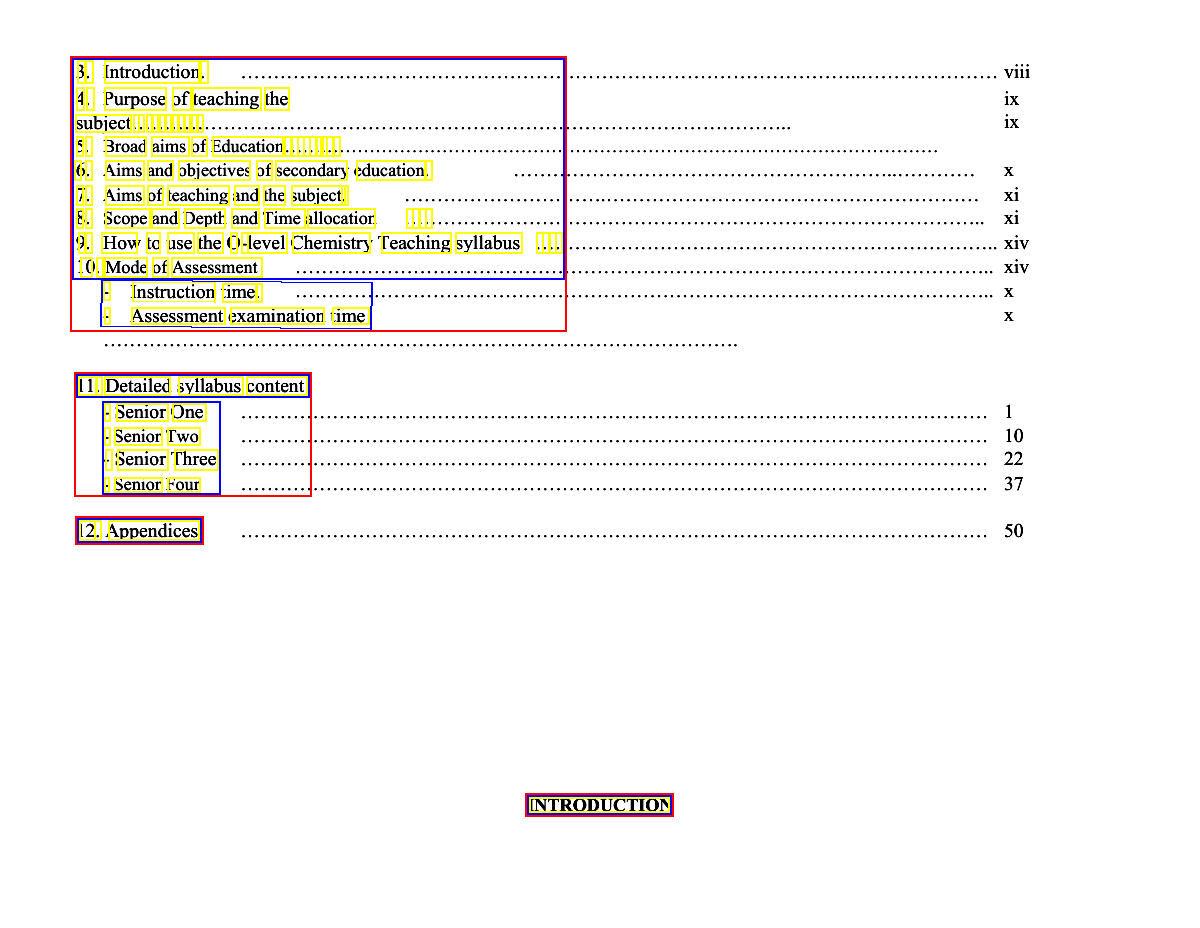 3. Introduction. ……………………………………………………………………………………… viii
4. Purpose of teaching the ix
subject……………………………………………………………………………….. ix
5. Broad aims of Education……………………………………………………………………
6. Aims and objectives of secondary education. …………………………………………...………… x
7. Aims of teaching and the subject. ……………………………………………………………… xi
8. Scope and Depth and Time allocation ……………………………………………………………….. xi
9. How to use the O-level Chemistry Teaching syllabus ………………………………………………… xiv
10. Mode of Assessment ……………………………………………………………………………….. xiv
- Instruction time. ……………………………………………………………………………….. x
- Assessment examination time x
…………………………………………………………………………….
11. Detailed syllabus content
- Senior One ……………………………………………………………………………………… 1
- Senior Two ……………………………………………………………………………………… 10
- Senior Three ……………………………………………………………………………………… 22
- Senior Four ……………………………………………………………………………………… 37
12. Appendices ……………………………………………………………………………………… 50
INTRODUCTION